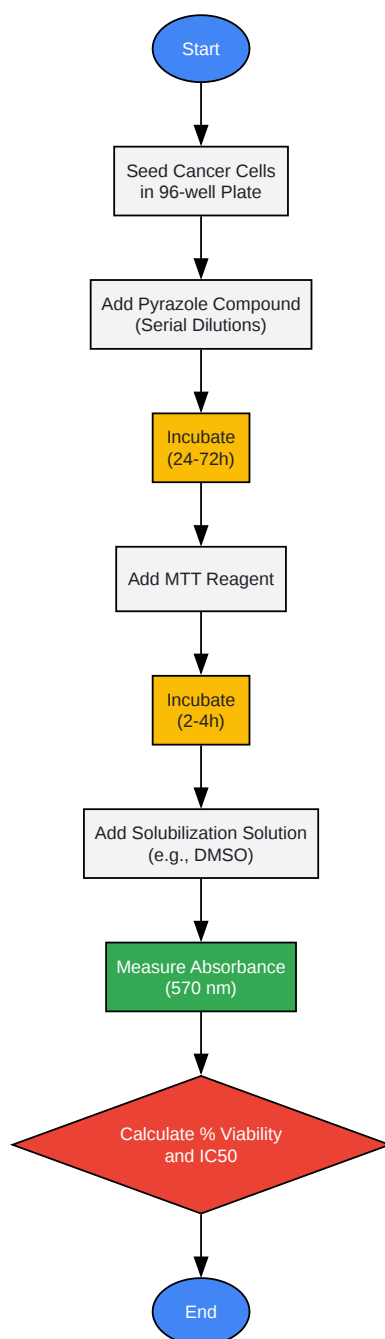 Start
Seed Cancer Cells
in 96-well Plate
Add Pyrazole Compound
(Serial Dilutions)
Incubate
(24-72h)
Add MTT Reagent
Incubate
(2-4h)
Add Solubilization Solution
(e.g., DMSO)
Measure Absorbance
(570 nm)
Calculate % Viability
and IC50
End